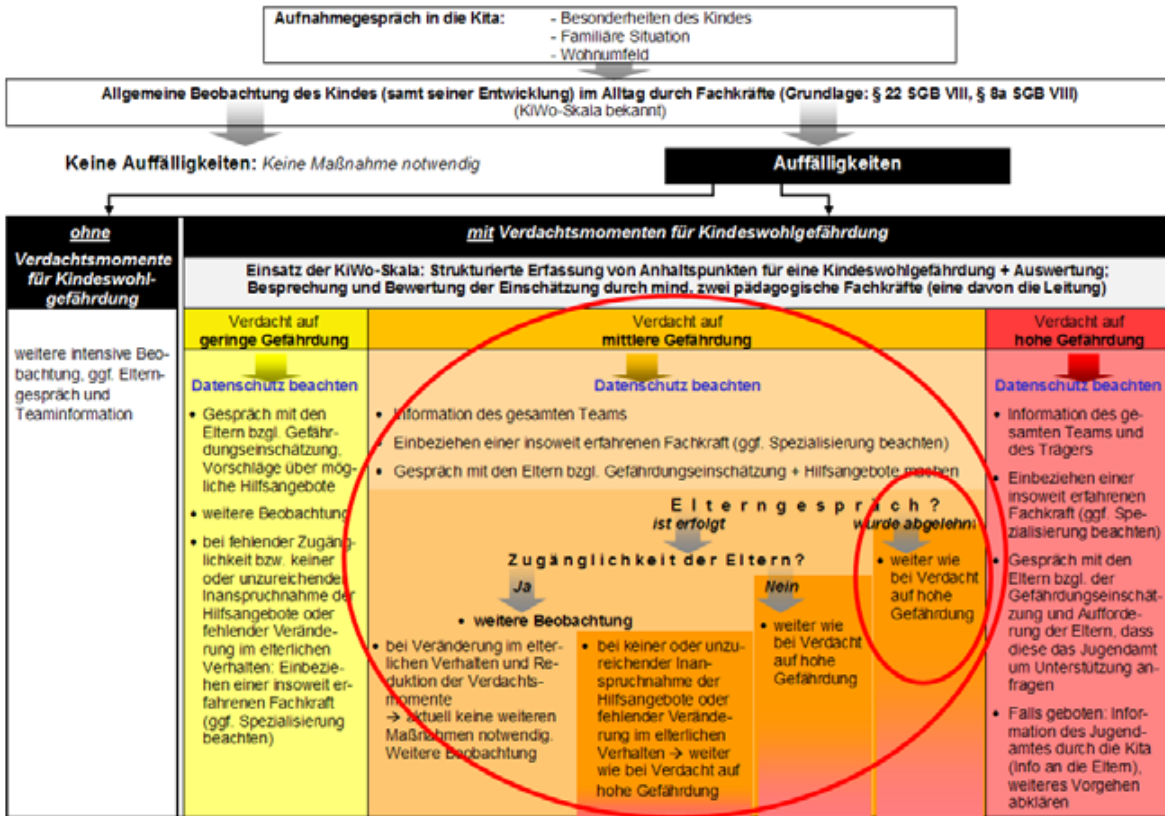 Aufnahmegespräch in die Kita:
- Besonderheiten des Kindes
- Familiäre Situation
- Wohnumfeld
Allgemeine Beobachtung des Kindes (samt seiner Entwicklung) im Alltag durch Fachkräfte (Grundlage: § 22 SGB VIII, § 8a SGB VIII)
(KiWo-Skala bekannt)
Keine Auffälligkeiten: Keine Maßnahme notwendig
Auffälligkeiten
ohne
Verdachtsmomente
für Kindeswohl-
gefährdung
weitere intensive Beo-
bachtung, ggf. Eltern-
gespräch und
Teaminformation
mit Verdachtsmomenten für Kindeswohlgefährdung
Einsatz der KiWo-Skala: Strukturierte Erfassung von Anhaltspunkten für eine Kindeswohlgefährdung + Auswertung;
Besprechung und Bewertung der Einschätzung durch mind. zwei pädagogische Fachkräfte (eine davon die Leitung)
Verdacht auf
geringe Gefährdung
Datenschutz beachten
• Gespräch mit den
Eltern bzgl. Gefähr-
dungseinschätzung,
Vorschläge über mög-
liche Hilfsangebote
• weitere Beobachtung
• bei fehlender Zugäng-
lichkeit bzw. keiner
oder unzureichender
Inanspruchnahme der
Hilfsangebote oder
fehlender Verände-
rung im elterlichen
Verhalten: Einbezie-
hen einer insoweit er-
fahrenen Fachkraft
(ggf. Spezialisierung
beachten)
Verdacht auf
mittlere Gefährdung
Datenschutz beachten
• Information des gesamten Teams
• Einbeziehen einer insoweit erfahrenen Fachkraft (ggf. Spezialisierung beachten)
• Gespräch mit den Eltern bzgl. Gefährdungseinschätzung + Hilfsangebote machen
Elterngespräch?
ist erfolgt
wurde abgelehnt
Zugänglichkeit der Eltern?
Ja
Nein
• weitere Beobachtung
• bei Veränderung im elter-
lichen Verhalten und Re-
duktion der Verdachts-
momente
→ aktuell keine weiteren
Maßnahmen notwendig.
Weitere Beobachtung
• bei keiner oder unzu-
reichender Inan-
spruchnahme der
Hilfsangebote oder
fehlender Verände-
rung im elterlichen
Verhalten → weiter
wie bei Verdacht auf
hohe Gefährdung
• weiter wie
bei Verdacht
auf hohe
Gefährdung
• weiter wie
bei Verdacht
auf hohe
Gefährdung
Verdacht auf
hohe Gefährdung
Datenschutz beachten
• Information des ge-
samten Teams und
des Trägers
• Einbeziehen einer
insoweit erfahrenen
Fachkraft (ggf. Spe-
zialisierung beachten)
• Gespräch mit den
Eltern bzgl. der
Gefährdungseinschät-
zung und Aufforde-
rung der Eltern, dass
diese das Jugendamt
um Unterstützung an-
fragen
• Falls geboten: Infor-
mation des Jugend-
amtes durch die Kita
(Info an die Eltern),
weiteres Vorgehen
abklären